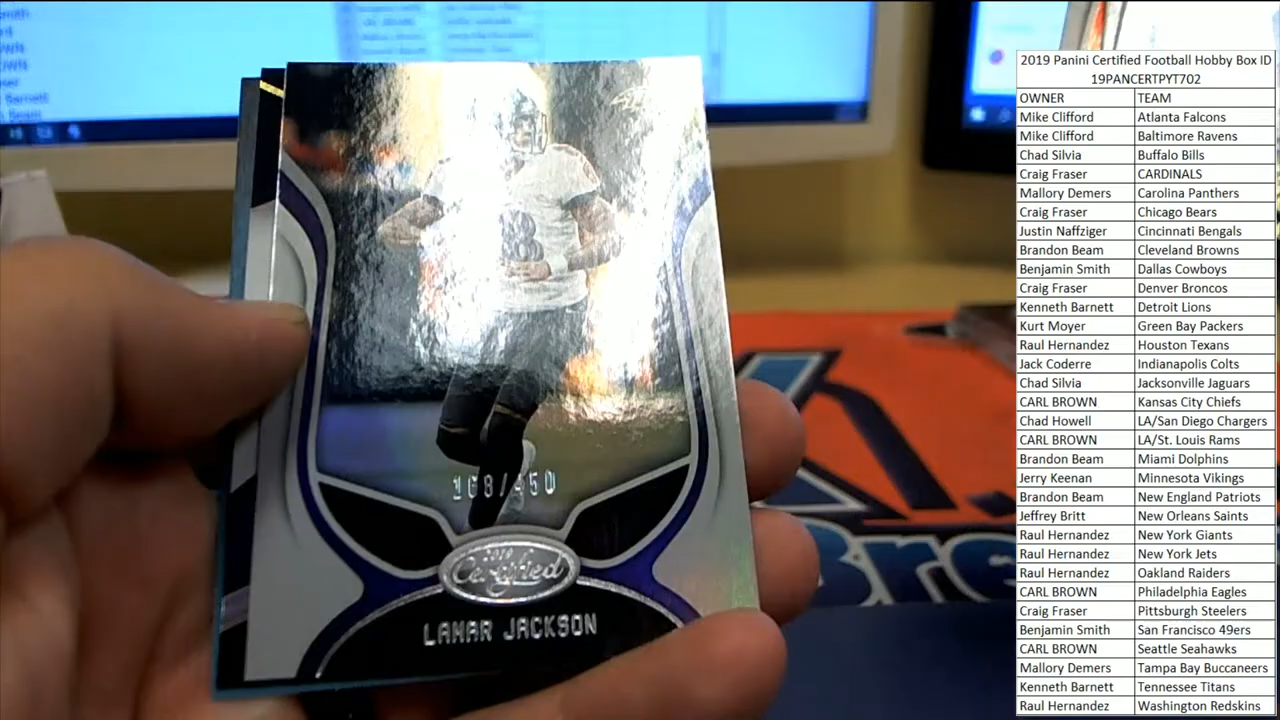 168/450
2019
Certified
LAMAR JACKSON
8
2019 Panini Certified Football Hobby Box ID
19PANCERTPYT702
OWNER TEAM
Mike Clifford Atlanta Falcons
Mike Clifford Baltimore Ravens
Chad Silvia Buffalo Bills
Craig Fraser CARDINALS
Mallory Demers Carolina Panthers
Craig Fraser Chicago Bears
Justin Naffziger Cincinnati Bengals
Brandon Beam Cleveland Browns
Benjamin Smith Dallas Cowboys
Craig Fraser Denver Broncos
Kenneth Barnett Detroit Lions
Kurt Moyer Green Bay Packers
Raul Hernandez Houston Texans
Jack Coderre Indianapolis Colts
Chad Silvia Jacksonville Jaguars
CARL BROWN Kansas City Chiefs
Chad Howell LA/San Diego Chargers
CARL BROWN LA/St. Louis Rams
Brandon Beam Miami Dolphins
Jerry Keenan Minnesota Vikings
Brandon Beam New England Patriots
Jeffrey Britt New Orleans Saints
Raul Hernandez New York Giants
Raul Hernandez New York Jets
Raul Hernandez Oakland Raiders
CARL BROWN Philadelphia Eagles
Craig Fraser Pittsburgh Steelers
Benjamin Smith San Francisco 49ers
CARL BROWN Seattle Seahawks
Mallory Demers Tampa Bay Buccaneers
Kenneth Barnett Tennessee Titans
Raul Hernandez Washington Redskins